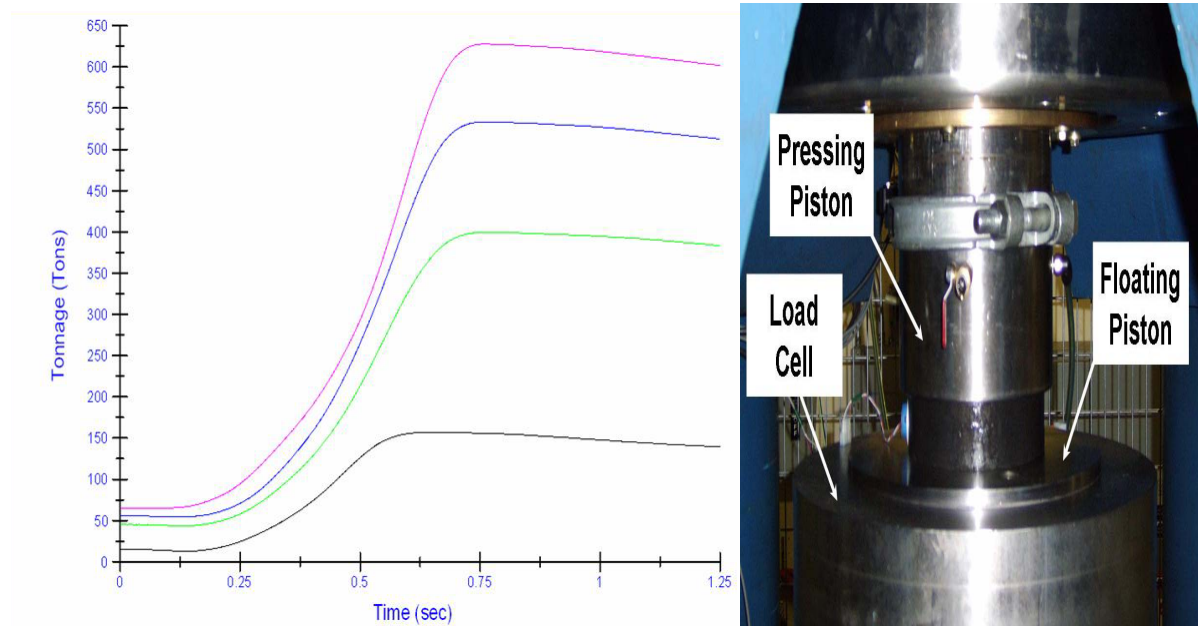 650
600
550
500
450
400
350
300
250
200
150
100
50
0
Tonnage (Tons)
0 0.25 0.5 0.75 1 1.25
Time (sec)
Pressing
Piston
Load
Cell
Floating
Piston